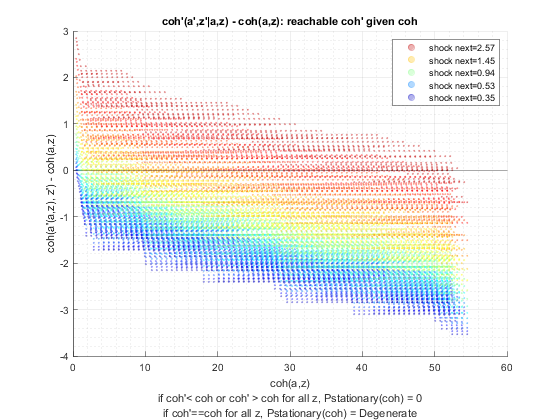 coh'(a',z'|a,z) - coh(a,z): reachable coh' given coh
3
2
1
0
-1
-2
-3
-4
coh(a'(a,z), z') - coh(a,z)
shock next=2.57
shock next=1.45
shock next=0.94
shock next=0.53
shock next=0.35
0
10
20
30
40
50
60
coh(a,z)
if coh'< coh or coh' > coh for all z, Pstationary(coh) = 0
if coh'==coh for all z, Pstationary(coh) = Degenerate